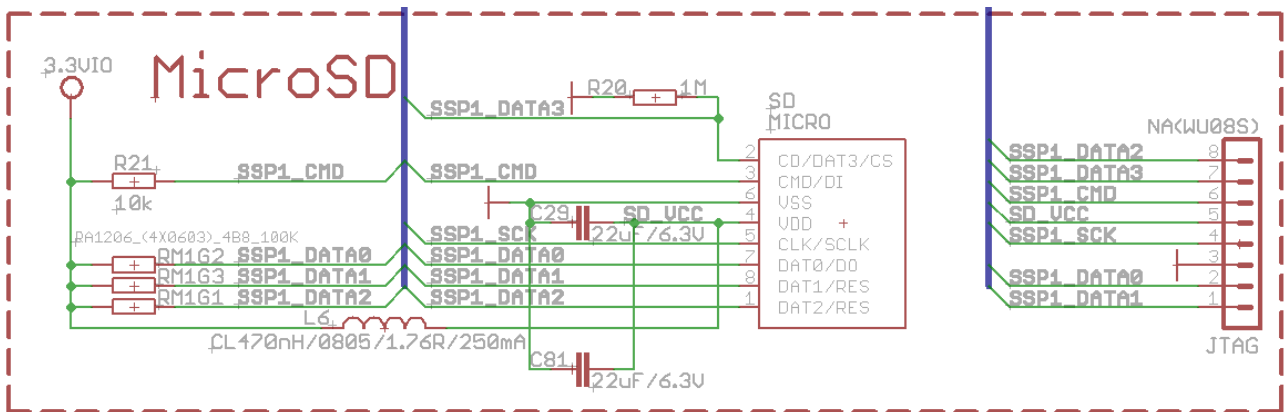 3.3VIO
MicroSD
R20
1M
SSP1_DATA3
SD
MICRO
NA(WU08S)
R21
10k
SSP1_CMD
SSP1_CMD
2
CD/DAT3/CS
3
CMD/DI
6
VSS
C29
22uF/6.3V
SD_VCC
4
VDD
SSP1_SCK
5
CLK/SCLK
RA1206_(4X0603)_4B8_100K
RM1G2
SSP1_DATA0
SSP1_DATA0
7
DAT0/DO
RM1G3
SSP1_DATA1
SSP1_DATA1
8
DAT1/RES
RM1G1
SSP1_DATA2
SSP1_DATA2
1
DAT2/RES
L6
CL470nH/0805/1.76R/250mA
C81
22uF/6.3V
SSP1_DATA2
8
SSP1_DATA3
7
SSP1_CMD
6
SD_VCC
5
SSP1_SCK
4
3
SSP1_DATA0
2
SSP1_DATA1
1
JTAG